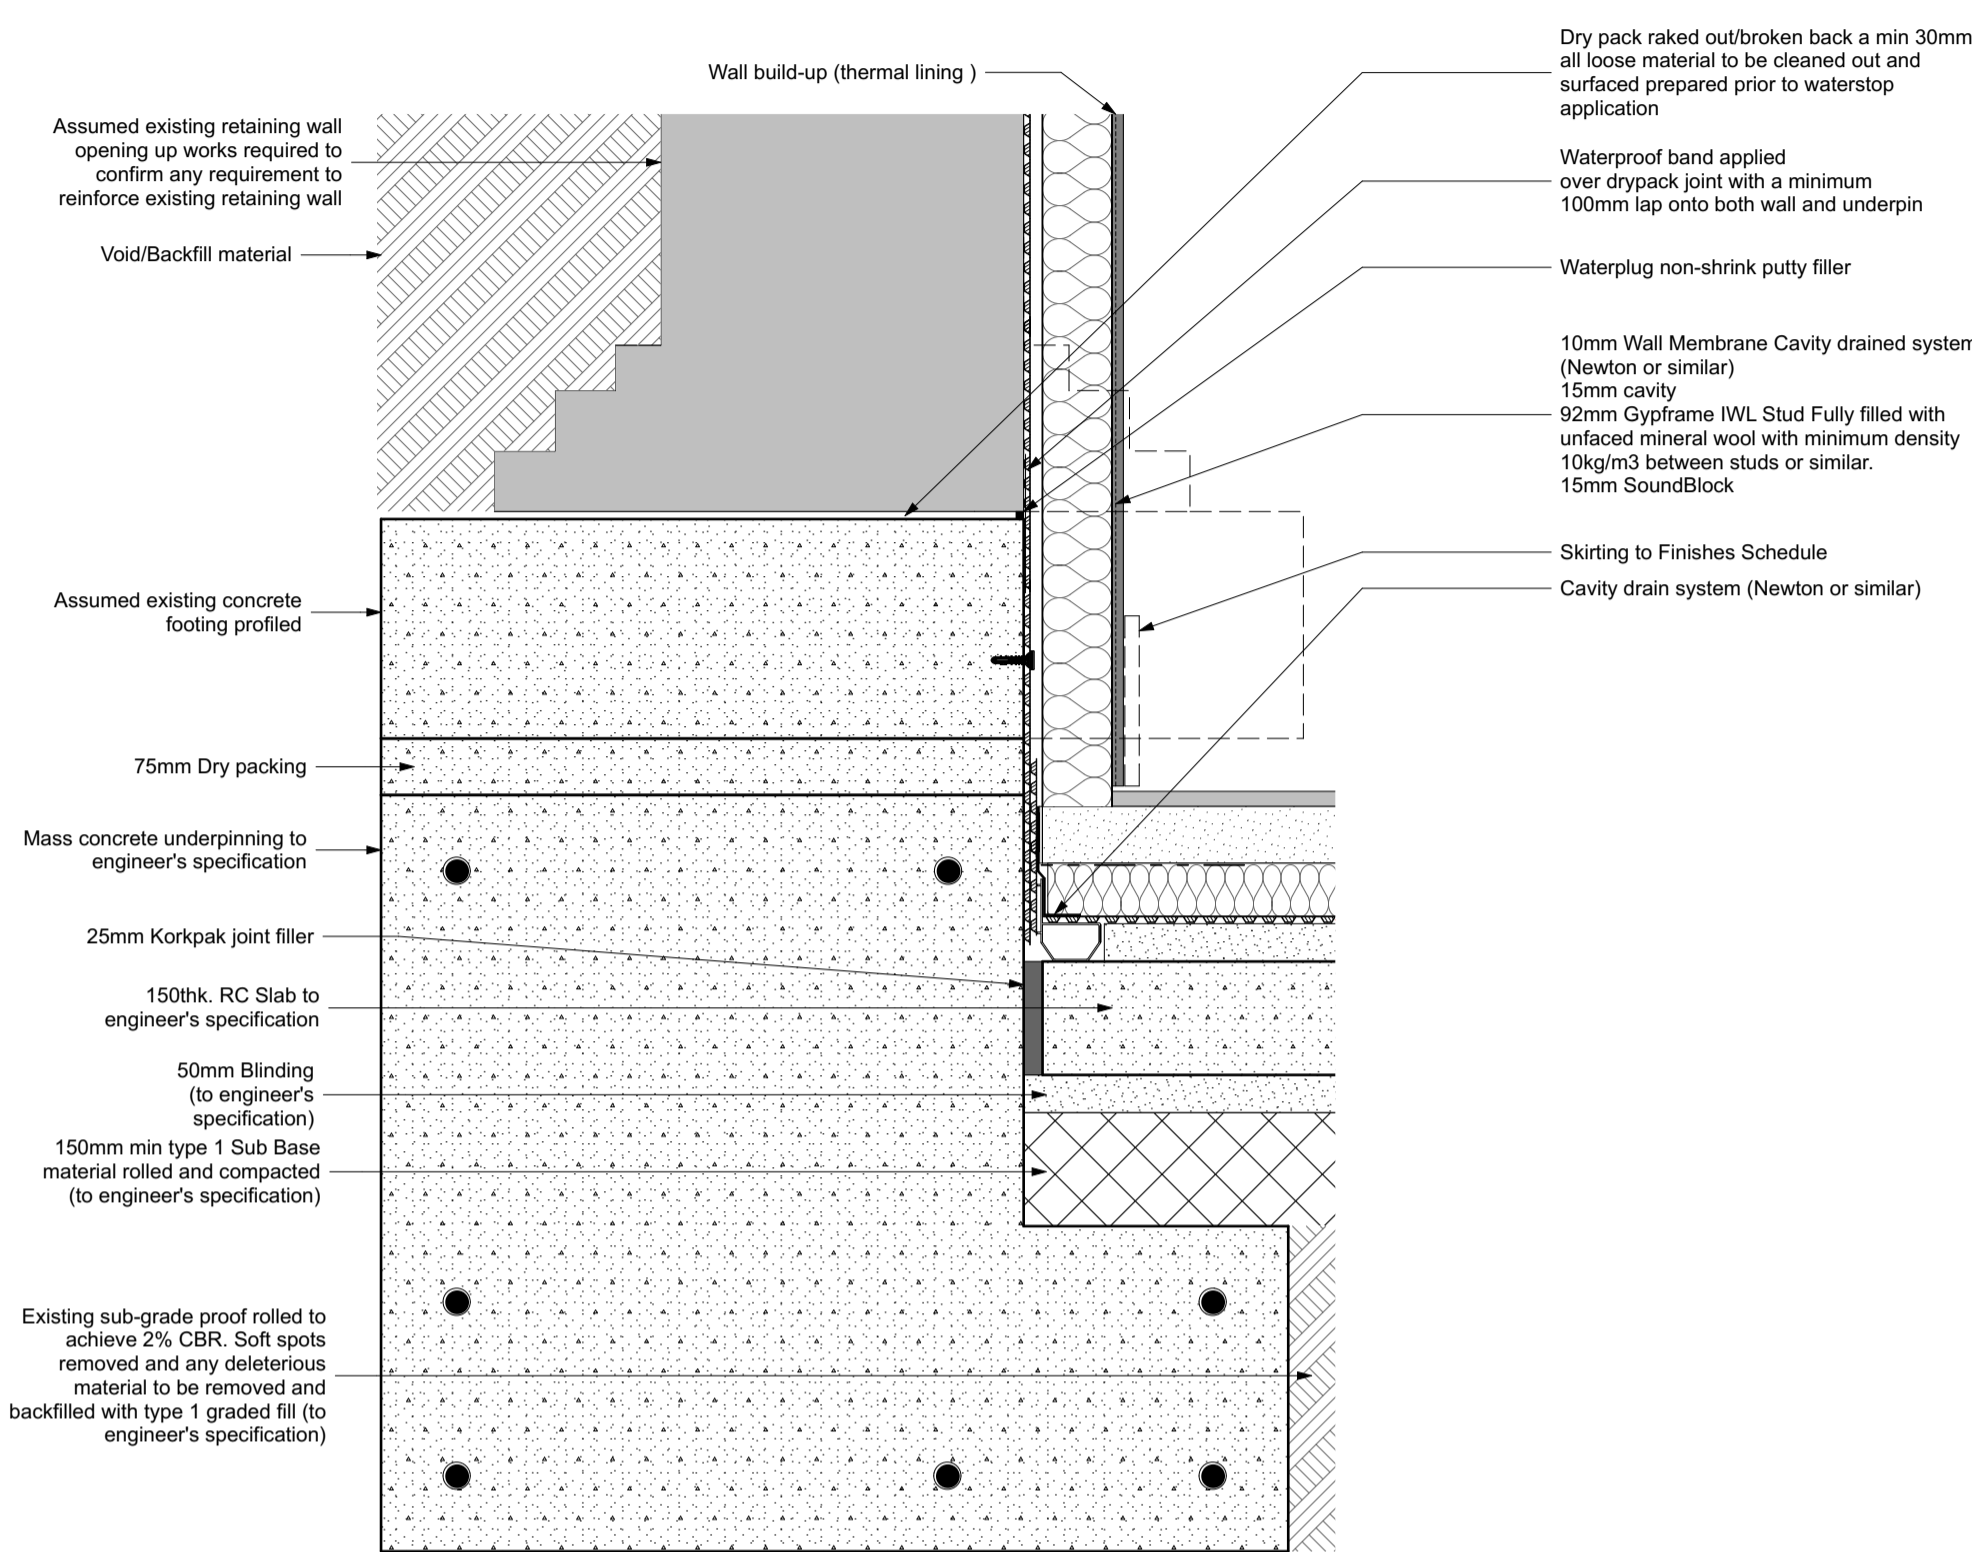 Wall build-up (thermal lining )
Assumed existing retaining wall
opening up works required to
confirm any requirement to
reinforce existing retaining wall
Void/Backfill material
Assumed existing concrete
footing profiled
75mm Dry packing
Mass concrete underpinning to
engineer's specification
25mm Korkpak joint filler
150thk. RC Slab to
engineer's specification
50mm Blinding
(to engineer's
specification)
150mm min type 1 Sub Base
material rolled and compacted
(to engineer's specification)
Existing sub-grade proof rolled to
achieve 2% CBR. Soft spots
removed and any deleterious
material to be removed and
backfilled with type 1 graded fill (to
engineer's specification)
Dry pack raked out/broken back a min 30mm
all loose material to be cleaned out and
surfaced prepared prior to waterstop
application
Waterproof band applied
over drypack joint with a minimum
100mm lap onto both wall and underpin
Waterplug non-shrink putty filler
10mm Wall Membrane Cavity drained system
(Newton or similar)
15mm cavity
92mm Gypframe IWL Stud Fully filled with
unfaced mineral wool with minimum density
10kg/m3 between studs or similar.
15mm SoundBlock
Skirting to Finishes Schedule
Cavity drain system (Newton or similar)